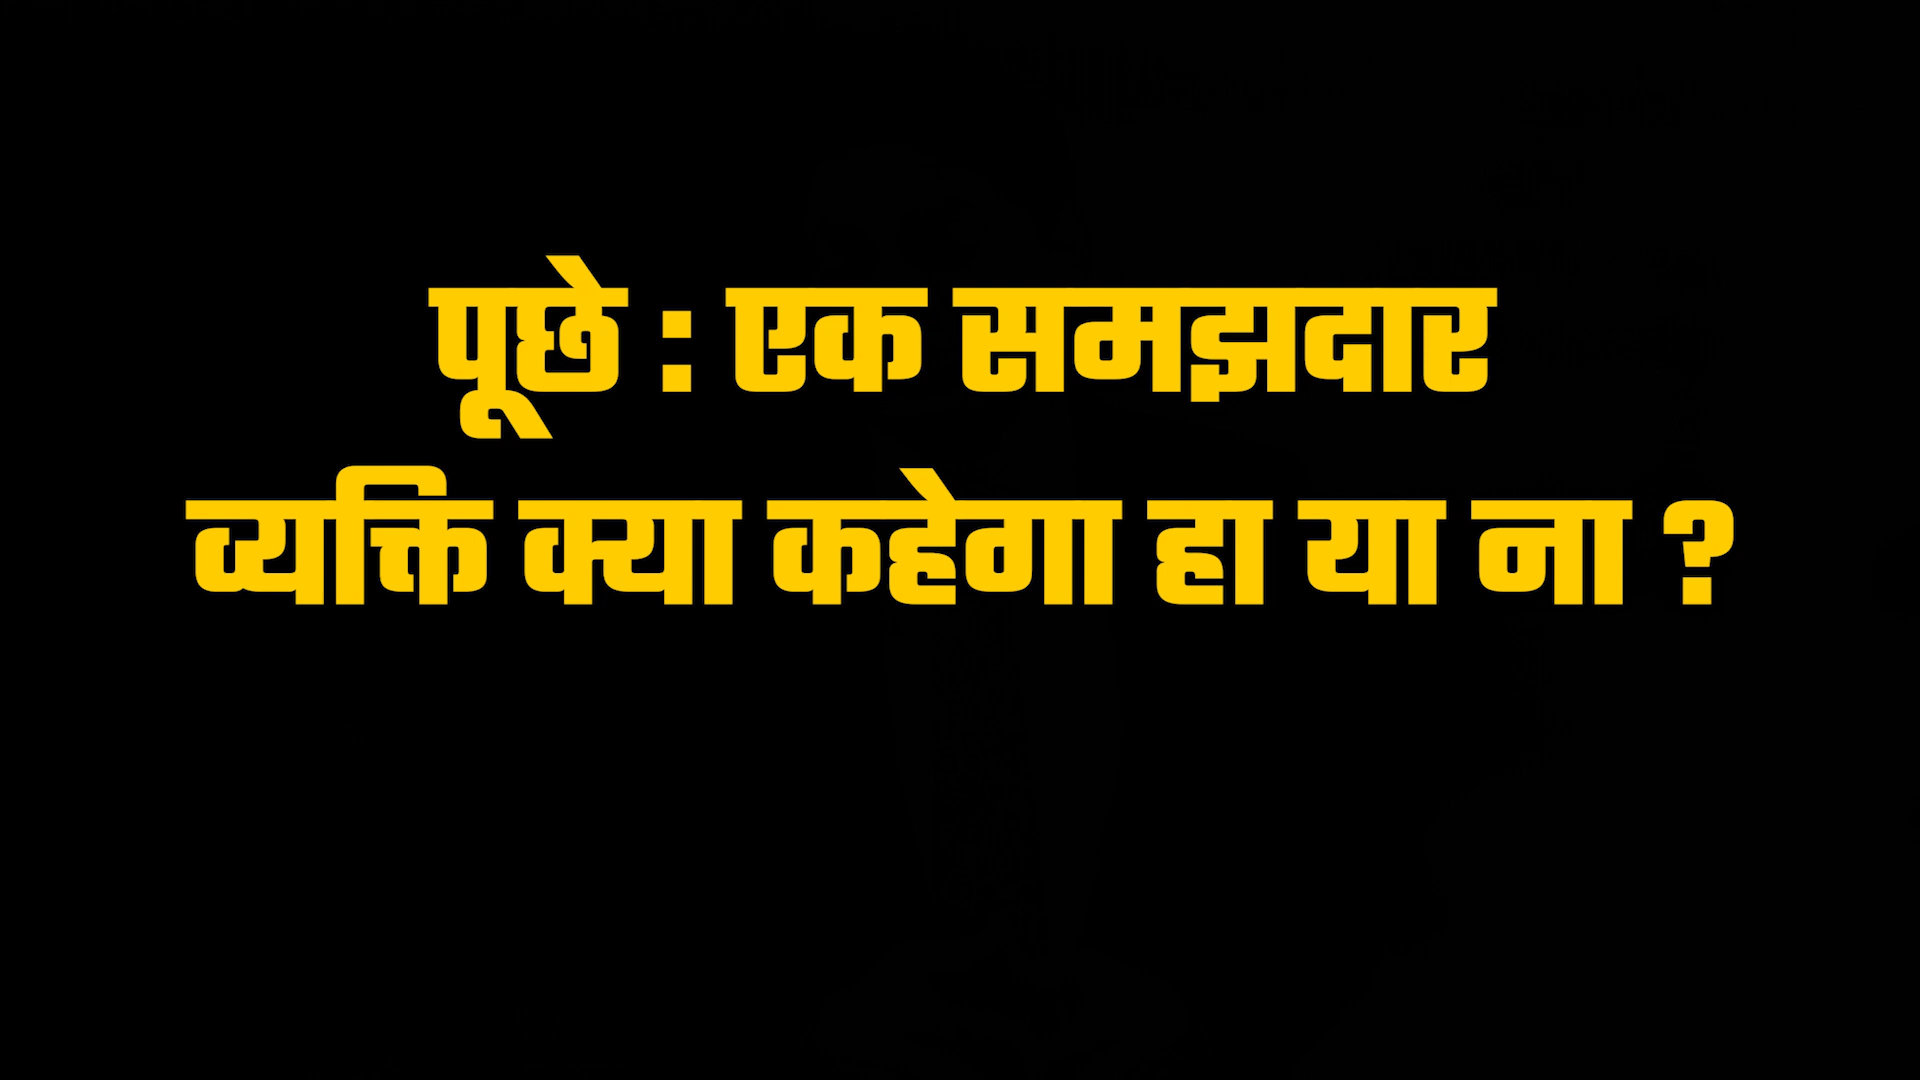 पूछे : एक समझदार
व्यक्ति क्या कहेगा हा या ना ?